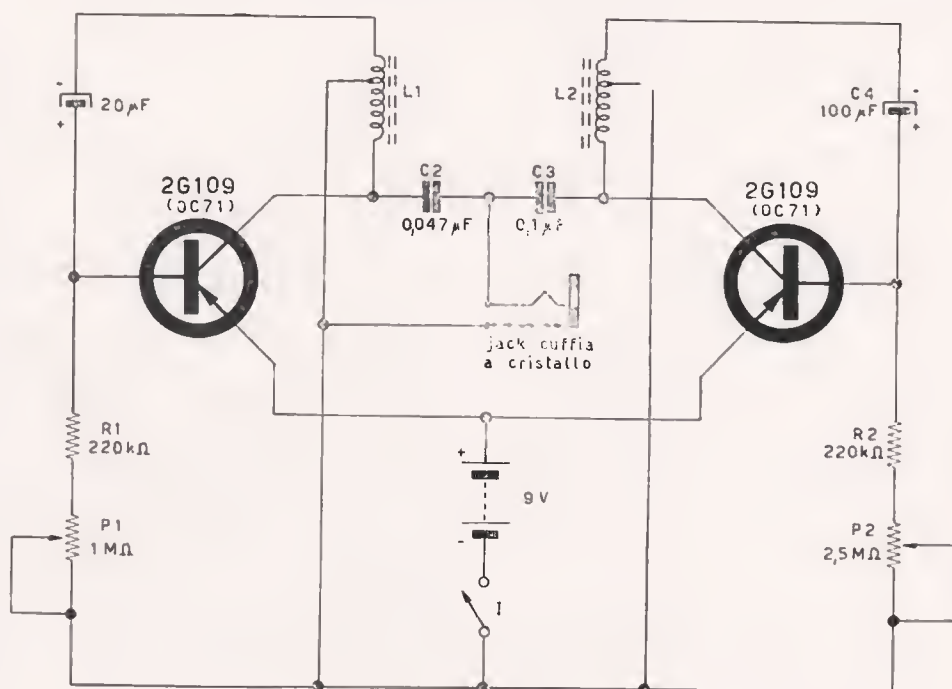 -
20µF
+
L1
L2
-
C4
100µF
+
C2
0,047µF
C3
0,1µF
2G109
(OC71)
2G109
(OC71)
jack cuffia
a cristallo
R1
220kΩ
P1
1MΩ
+
9V
-
I
R2
220kΩ
P2
2,5MΩ